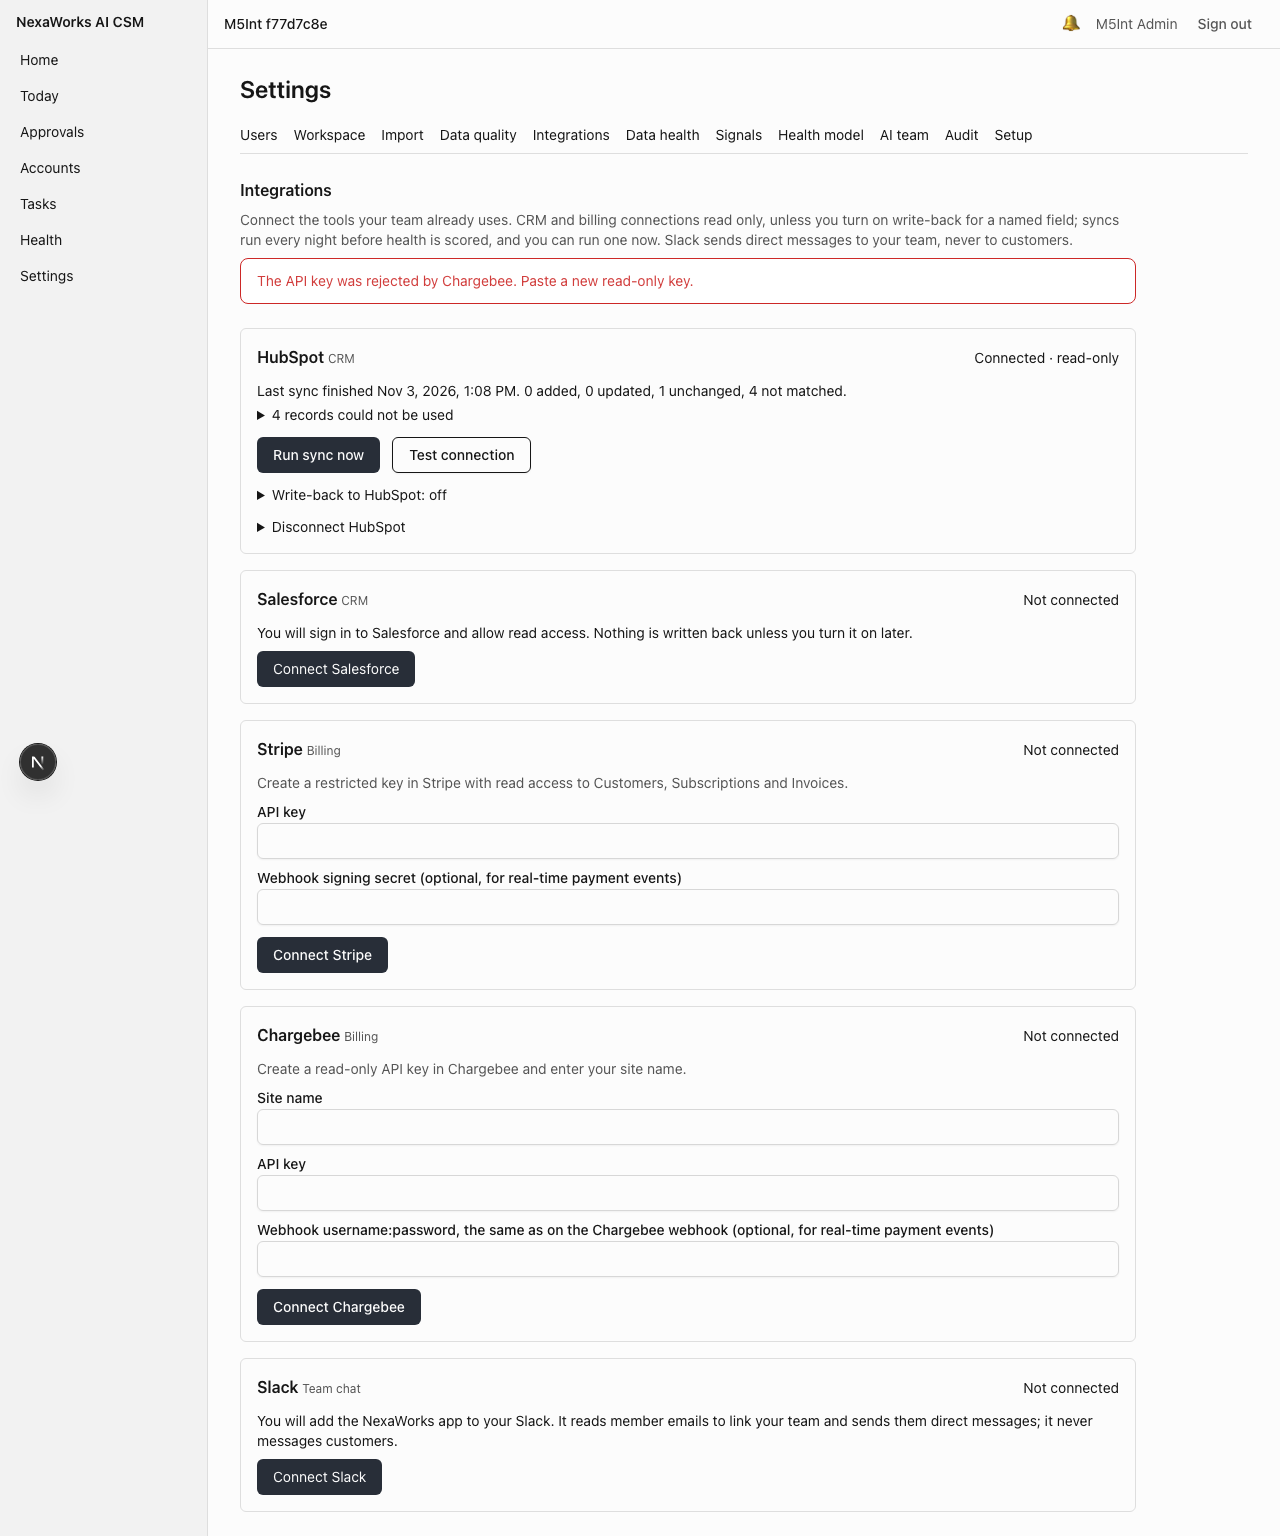 NexaWorks AI CSM
Home
Today
Approvals
Accounts
Tasks
Health
Settings
M5Int f77d7c8e
M5Int Admin
Sign out
Settings
Users Workspace Import Data quality Integrations Data health Signals Health model AI team Audit Setup
Integrations
Connect the tools your team already uses. CRM and billing connections read only, unless you turn on write-back for a named field; syncs
run every night before health is scored, and you can run one now. Slack sends direct messages to your team, never to customers.
The API key was rejected by Chargebee. Paste a new read-only key.
HubSpot CRM
Connected · read-only
Last sync finished Nov 3, 2026, 1:08 PM. 0 added, 0 updated, 1 unchanged, 4 not matched.
4 records could not be used
Run sync now
Test connection
Write-back to HubSpot: off
Disconnect HubSpot
Salesforce CRM
Not connected
You will sign in to Salesforce and allow read access. Nothing is written back unless you turn it on later.
Connect Salesforce
Stripe Billing
Not connected
Create a restricted key in Stripe with read access to Customers, Subscriptions and Invoices.
API key
Webhook signing secret (optional, for real-time payment events)
Connect Stripe
Chargebee Billing
Not connected
Create a read-only API key in Chargebee and enter your site name.
Site name
API key
Webhook username:password, the same as on the Chargebee webhook (optional, for real-time payment events)
Connect Chargebee
Slack Team chat
Not connected
You will add the NexaWorks app to your Slack. It reads member emails to link your team and sends them direct messages; it never
messages customers.
Connect Slack
N